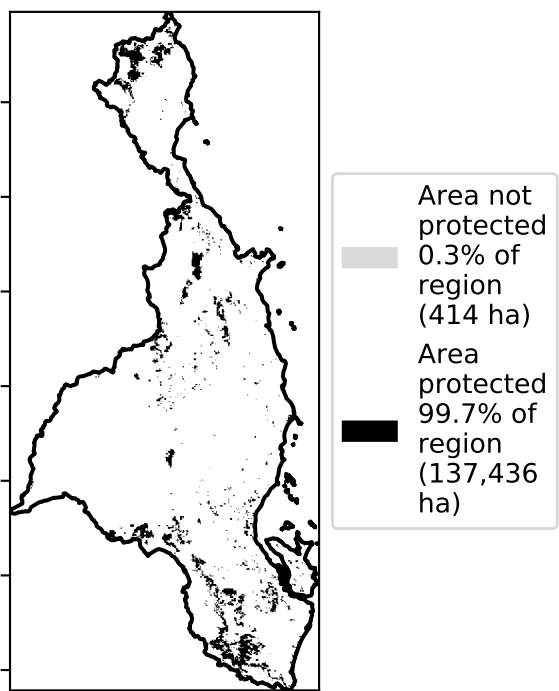 Area not
protected
0.3% of
region
(414 ha)
Area
protected
99.7% of
region
(137,436
ha)